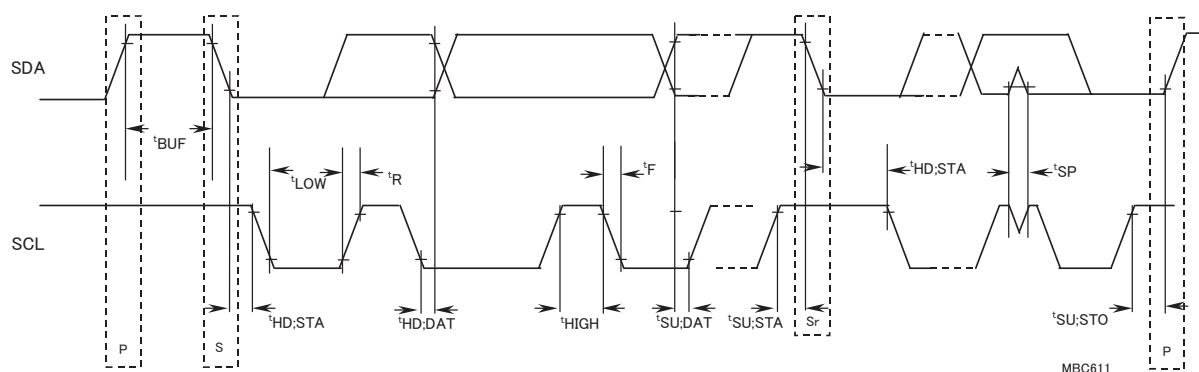 SDA
tBUF
tLOW
tR
tF
tHD;STA
tSP
SCL
tHD;STA
tHD;DAT
tHIGH
tSU;DAT
tSU;STA
Sr
tSU;STO
P
S
P
MBC611